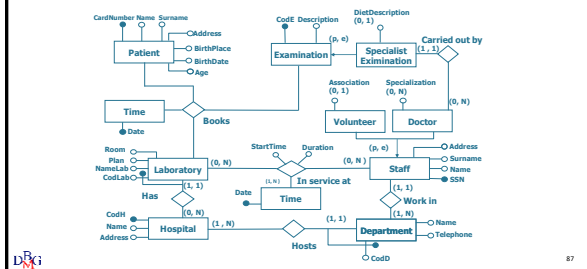 CardNumber Name Surname
Address
BirthPlace
BirthDate
Age
Patient
CodE Description
Examination
(p, e)
DietDescription
(0, 1)
Specialist
Eximination
(1 , 1)
Carried out by
(0, N)
Association
(0, 1)
Volunteer
Specialization
(0, N)
Doctor
Time
Date
Books
(p, e)
Room
Plan
NameLab
CodLab
Laboratory
(0, N)
StartTime
Duration
(1, N)
In service at
(0, N )
Time
Date
Staff
Address
Surname
Name
SSN
Has
(1, 1)
(0, N)
(1, 1)
Work in
(1, N)
CodH
Name
Address
Hospital
(1 , N)
Hosts
(1, 1)
Department
Name
Telephone
CodD
DBMG
87